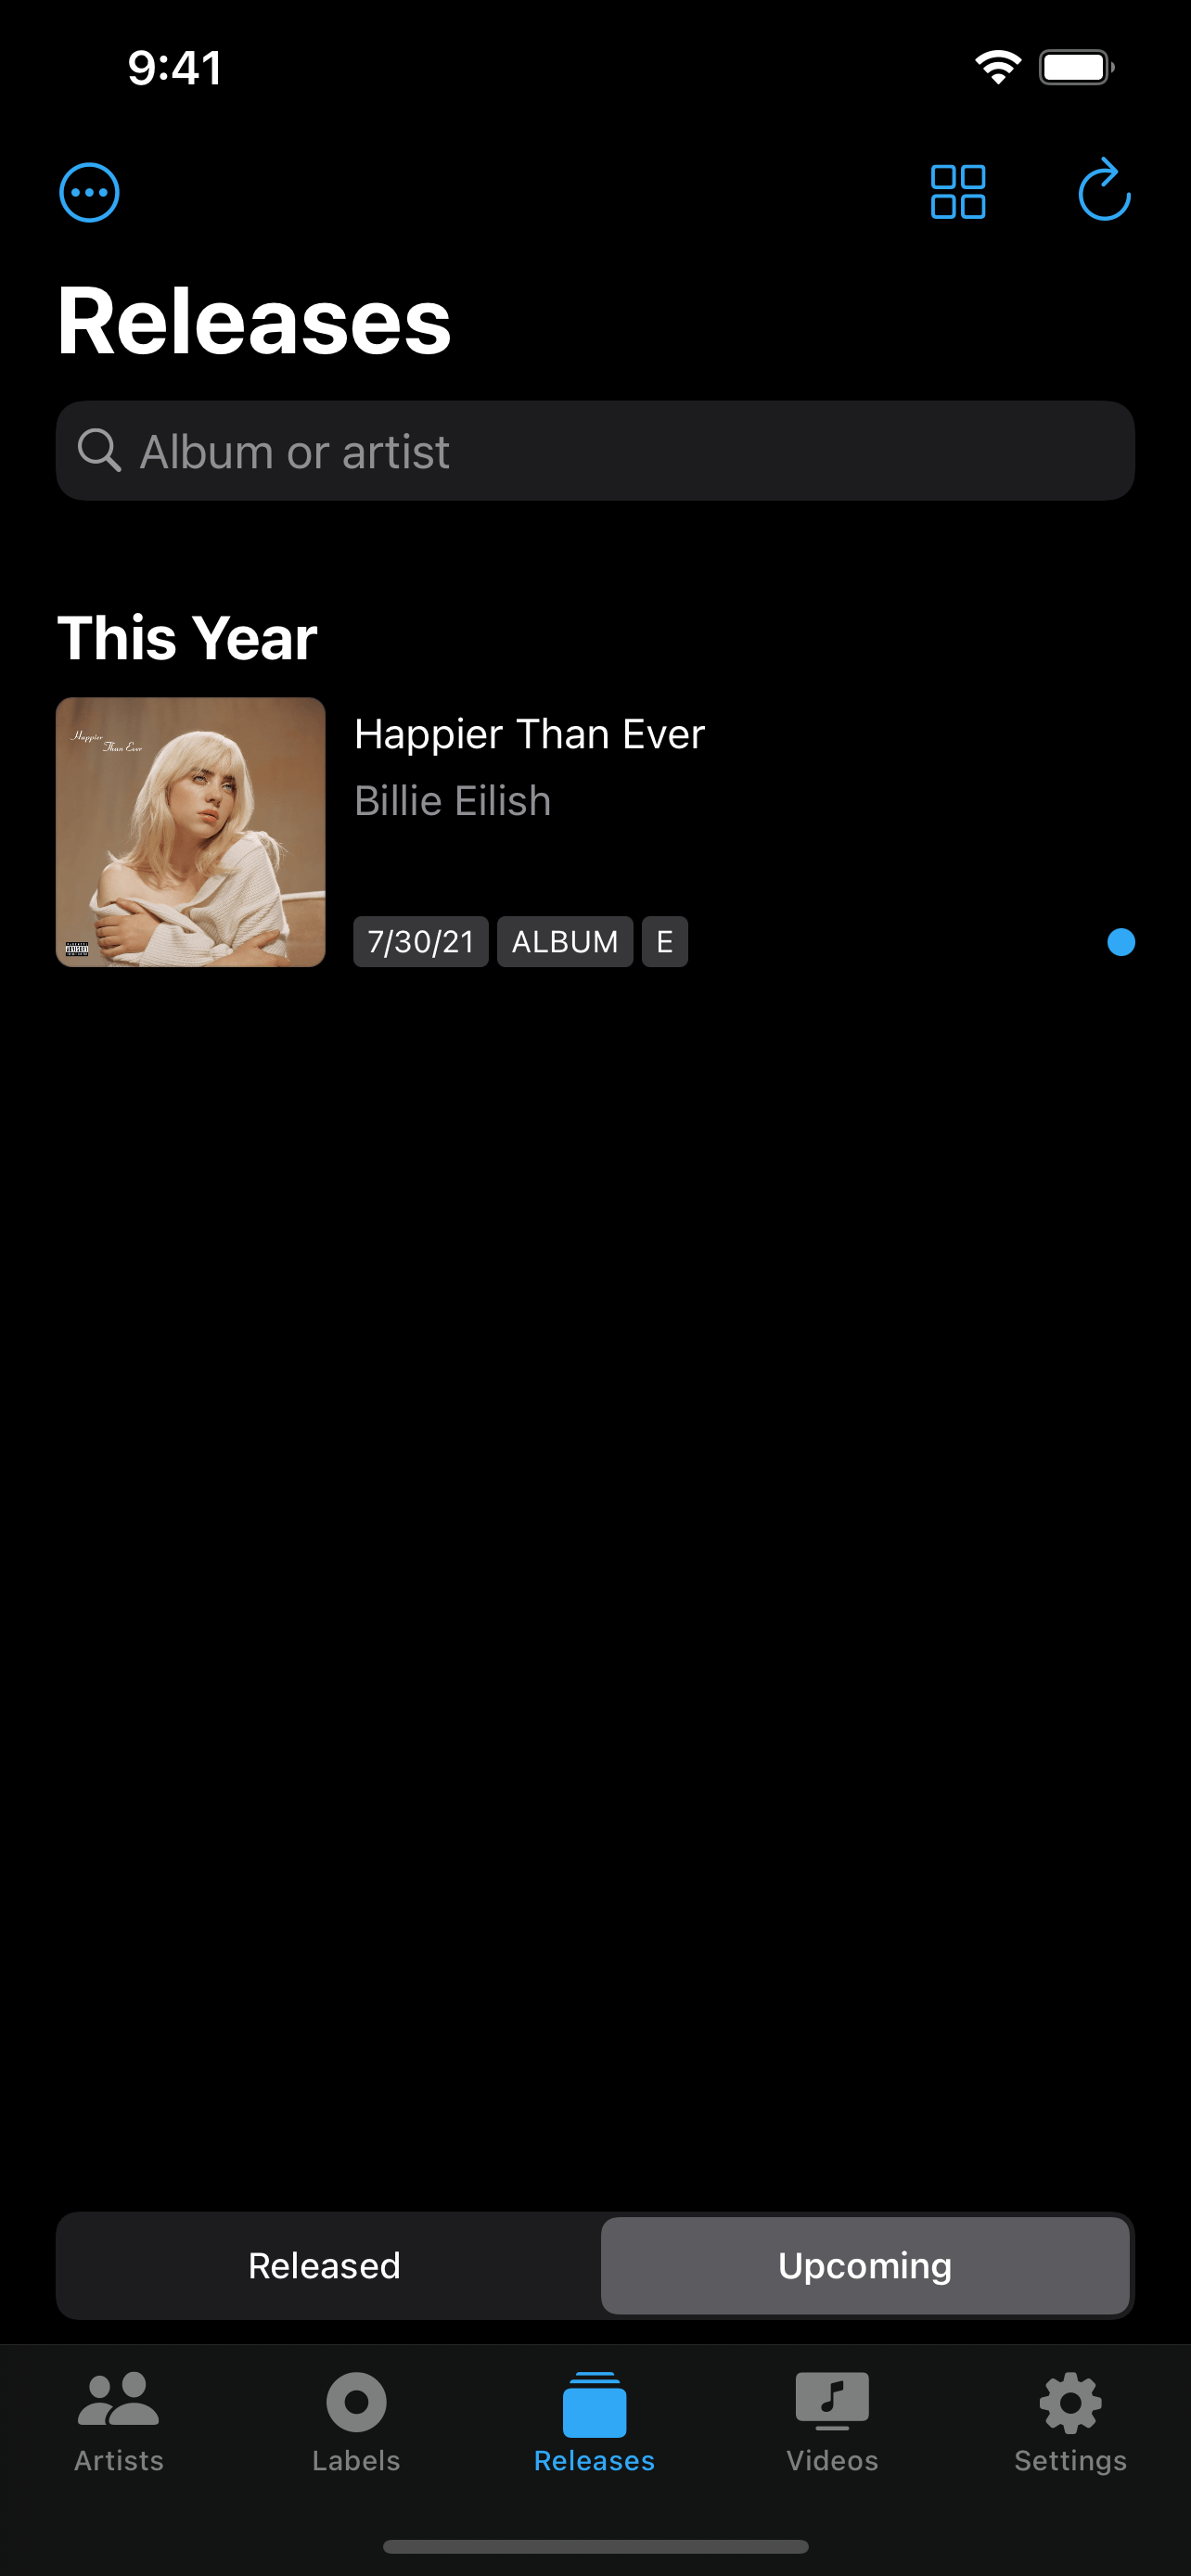 9:41
Releases
Album or artist
This Year
Happier
Than Ever
Happier Than Ever
Billie Eilish
7/30/21 ALBUM E
Released Upcoming
Artists Labels Releases Videos Settings